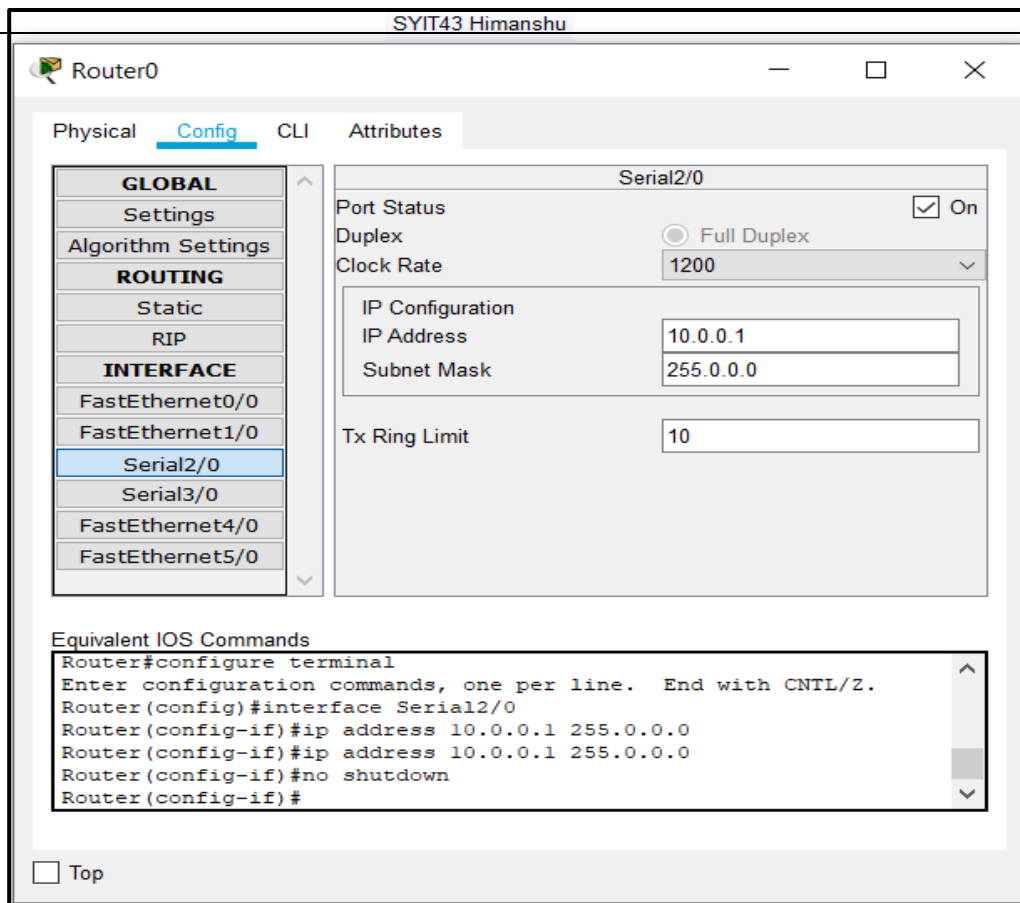 SYIT43 Himanshu
Router0
Physical Config CLI Attributes
GLOBAL
Settings
Algorithm Settings
ROUTING
Static
RIP
INTERFACE
FastEthernet0/0
FastEthernet1/0
Serial2/0
Serial3/0
FastEthernet4/0
FastEthernet5/0
Serial2/0
Port Status On
Duplex Full Duplex
Clock Rate 1200
IP Configuration
IP Address 10.0.0.1
Subnet Mask 255.0.0.0
Tx Ring Limit 10
Equivalent IOS Commands
Router#configure terminal
Enter configuration commands, one per line.  End with CNTL/Z.
Router(config)#interface Serial2/0
Router(config-if)#ip address 10.0.0.1 255.0.0.0
Router(config-if)#ip address 10.0.0.1 255.0.0.0
Router(config-if)#no shutdown
Router(config-if)#
Top